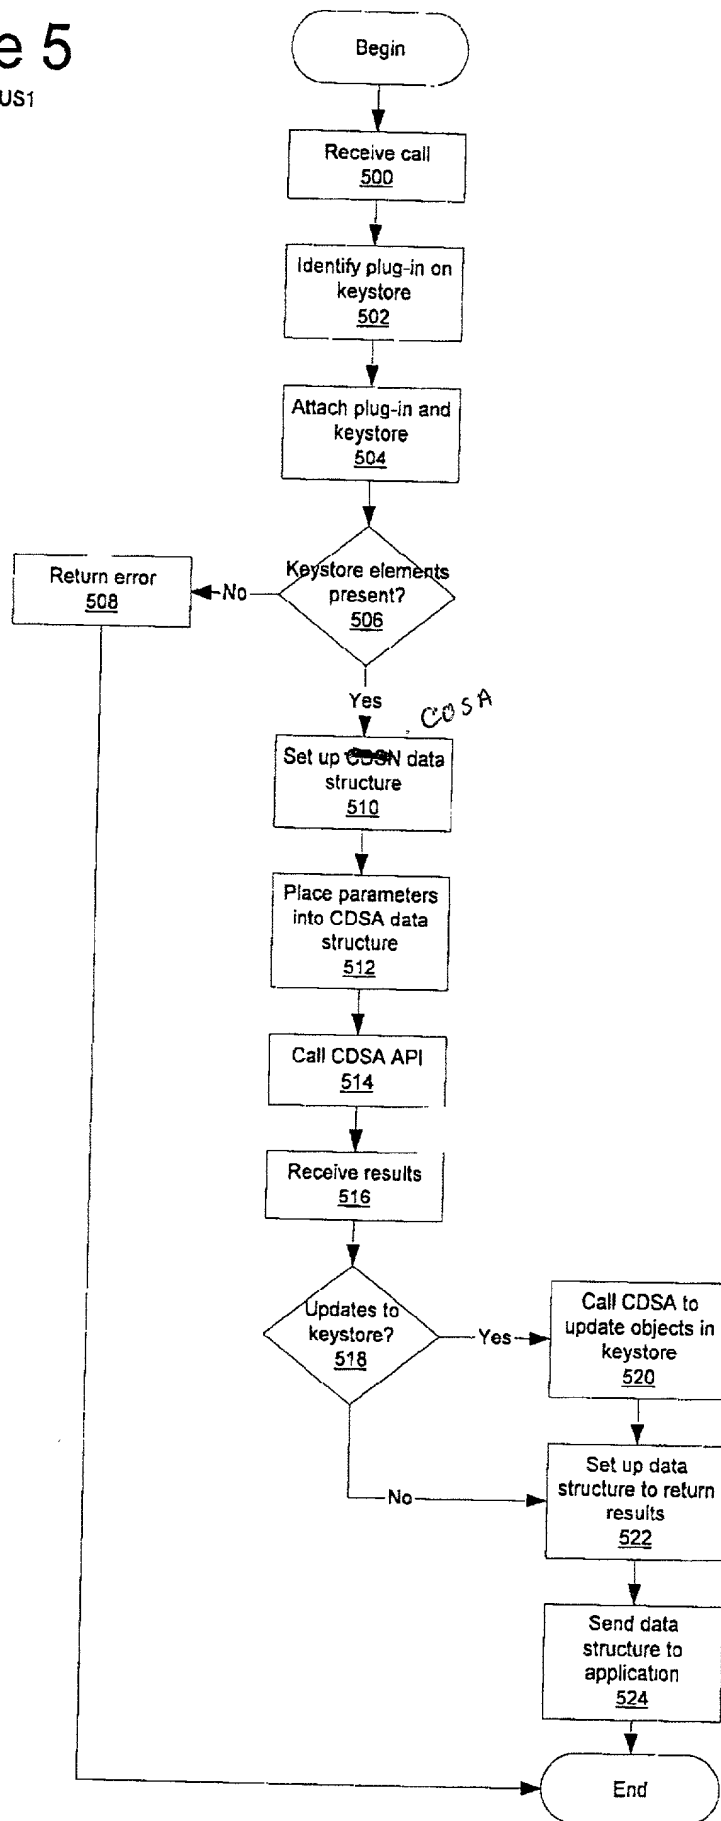 e 5
US1
Begin
Receive call
500
Identify plug-in on
keystore
502
Attach plug-in and
keystore
504
Keystore elements
present?
506
No
Return error
508
Yes
CDSA
Set up CDSN data
structure
510
Place parameters
into CDSA data
structure
512
Call CDSA API
514
Receive results
516
Updates to
keystore?
518
Yes
Call CDSA to
update objects in
keystore
520
No
Set up data
structure to return
results
522
Send data
structure to
application
524
End